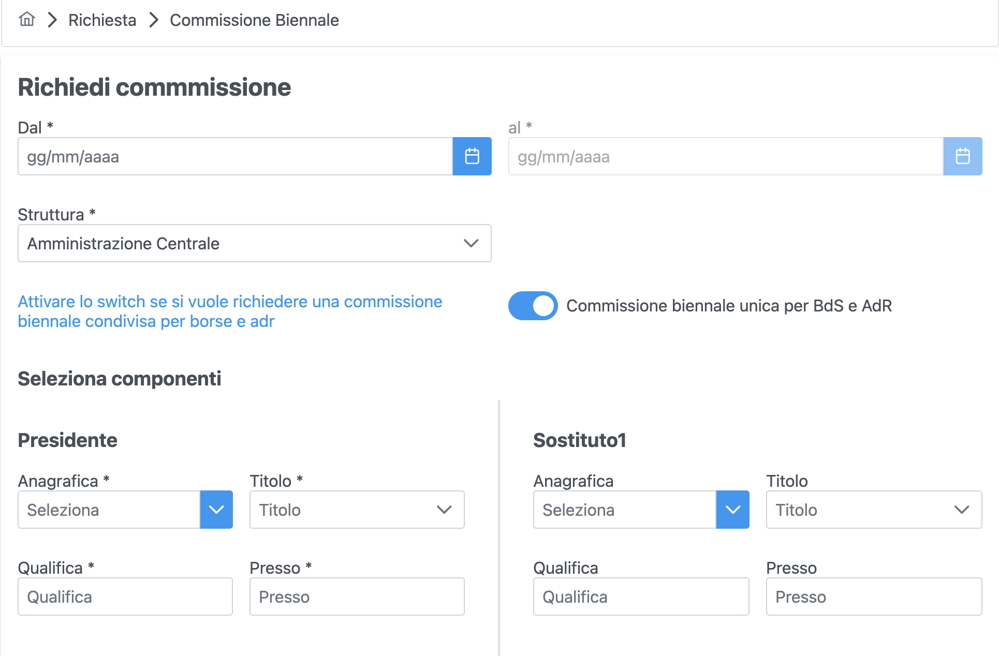 Richiesta Commissione Biennale
Richiedi commmissione
Dal * al *
gg/mm/aaaa gg/mm/aaaa
Struttura *
Amministrazione Centrale
Attivare lo switch se si vuole richiedere una commissione
biennale condivisa per borse e adr
Commissione biennale unica per BdS e AdR
Seleziona componenti
Presidente
Anagrafica * Titolo *
Seleziona Titolo
Qualifica * Presso *
Qualifica Presso
Sostituto1
Anagrafica Titolo
Seleziona Titolo
Qualifica Presso
Qualifica Presso